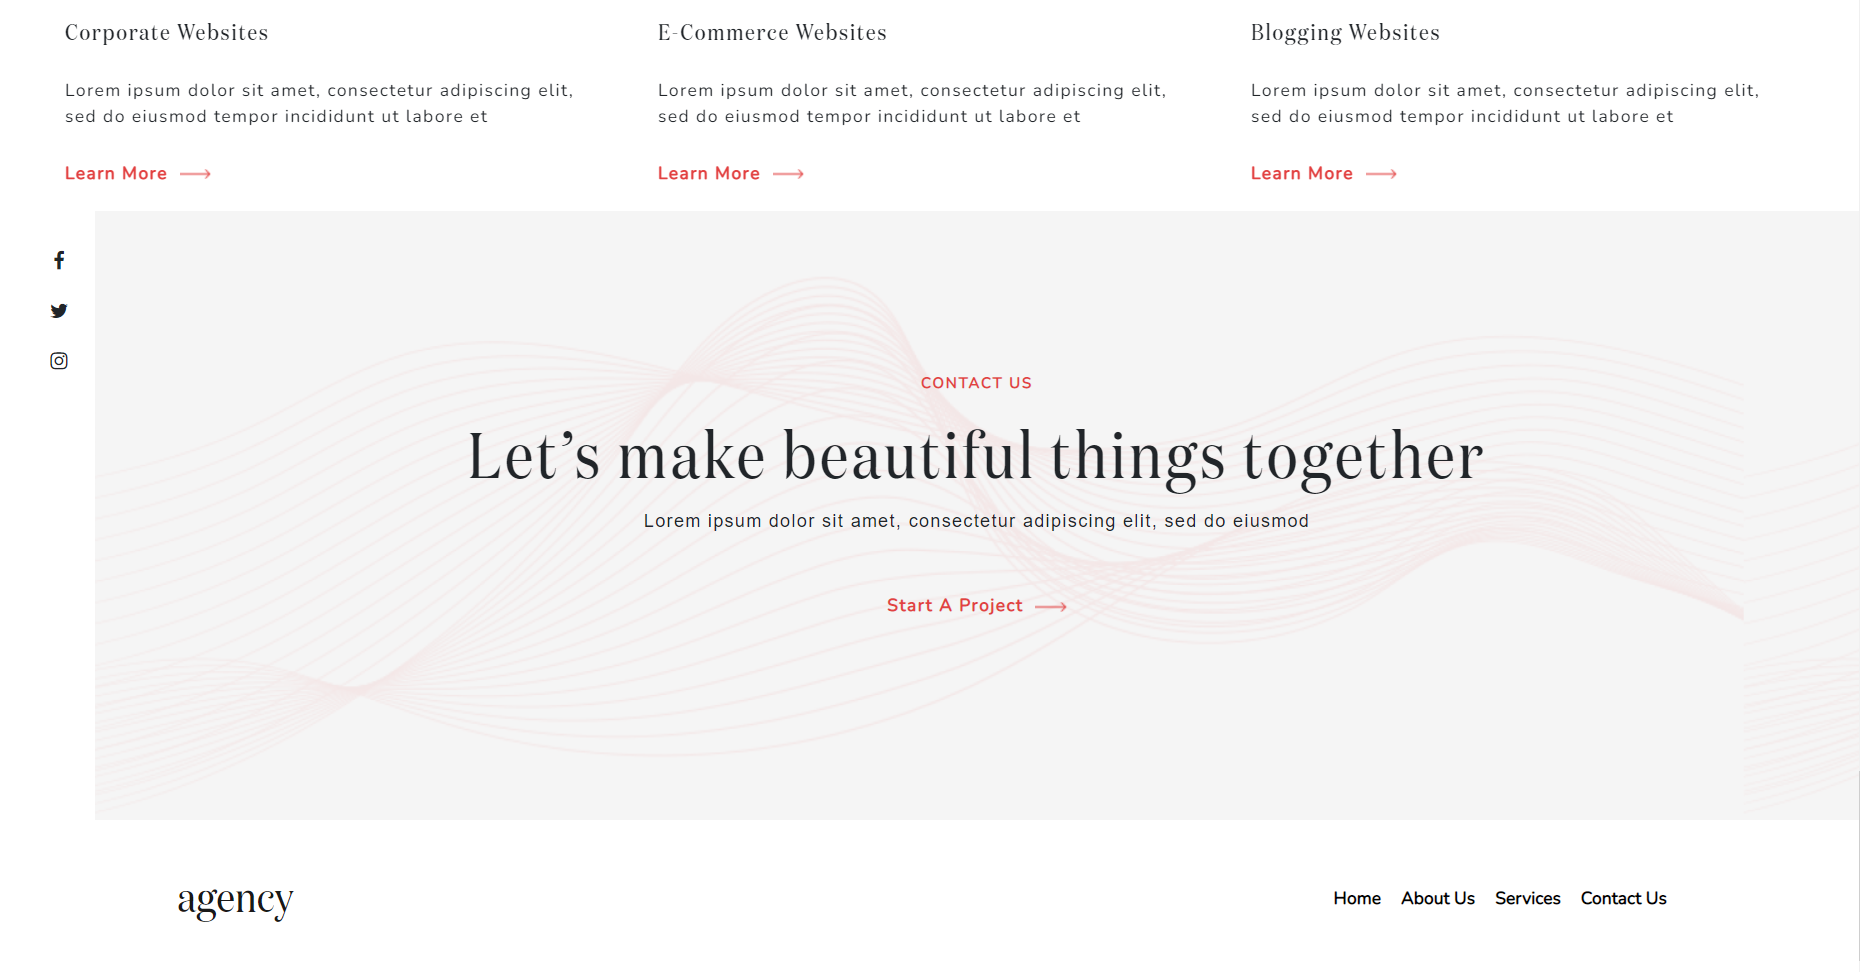 Corporate Websites
Lorem ipsum dolor sit amet, consectetur adipiscing elit,
sed do eiusmod tempor incididunt ut labore et
Learn More
E-Commerce Websites
Lorem ipsum dolor sit amet, consectetur adipiscing elit,
sed do eiusmod tempor incididunt ut labore et
Learn More
Blogging Websites
Lorem ipsum dolor sit amet, consectetur adipiscing elit,
sed do eiusmod tempor incididunt ut labore et
Learn More
CONTACT US
Let’s make beautiful things together
Lorem ipsum dolor sit amet, consectetur adipiscing elit, sed do eiusmod
Start A Project
agency
Home About Us Services Contact Us